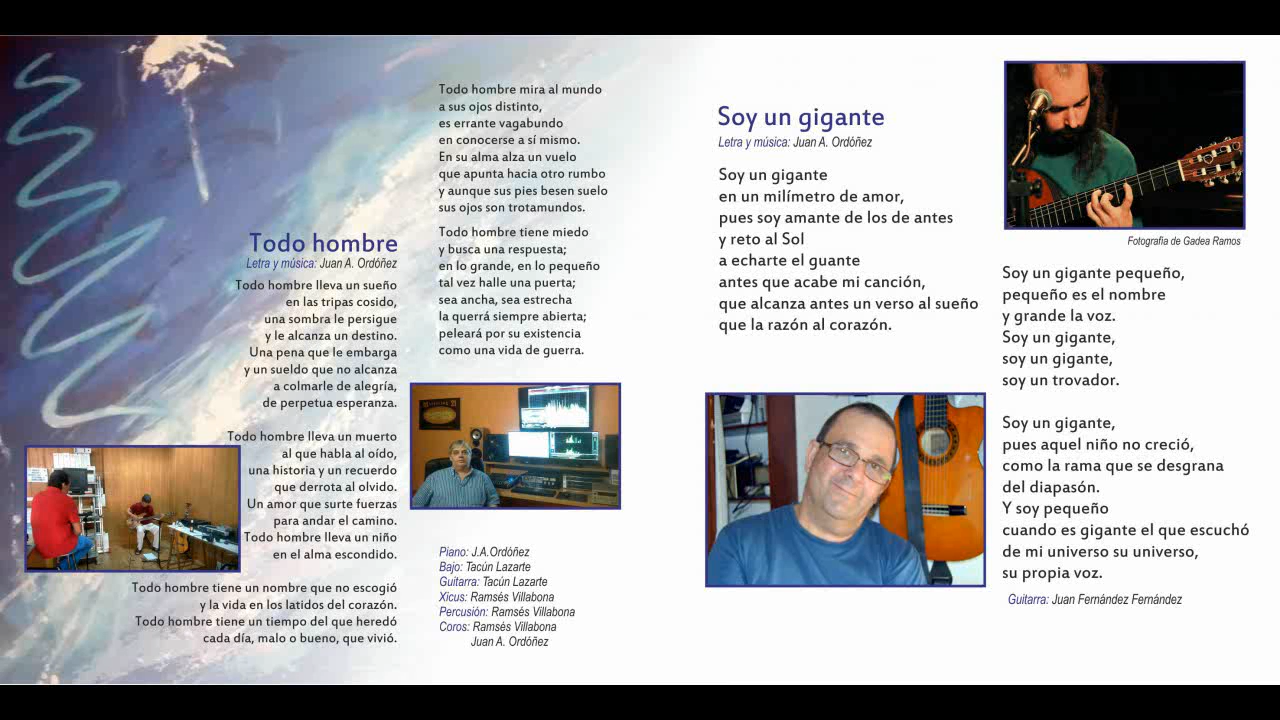 Todo hombre
Letra y música: Juan A. Ordóñez
Todo hombre lleva un sueño
en las tripas cosido,
una sombra le persigue
y le alcanza un destino.
Una pena que le embarga
y un sueldo que no alcanza
a colmarle de alegría,
de perpetua esperanza.
Todo hombre lleva un muerto
al que habla al oído,
una historia y un recuerdo
que derrota al olvido.
Un amor que surte fuerzas
para andar el camino.
Todo hombre lleva un niño
en el alma escondido.
Todo hombre tiene un nombre que no escogió
y la vida en los latidos del corazón.
Todo hombre tiene un tiempo del que heredó
cada día, malo o bueno, que vivió.
Todo hombre mira al mundo
a sus ojos distinto,
es errante vagabundo
en conocerse a sí mismo.
En su alma alza un vuelo
que apunta hacia otro rumbo
y aunque sus pies besen suelo
sus ojos son trotamundos.
Todo hombre tiene miedo
y busca una respuesta;
en lo grande, en lo pequeño
tal vez halle una puerta;
sea ancha, sea estrecha
la querrá siempre abierta;
peleará por su existencia
como una vida de guerra.
Piano: J.A.Ordóñez
Bajo: Tacún Lazarte
Guitarra: Tacún Lazarte
Xicus: Ramsés Villabona
Percusión: Ramsés Villabona
Coros: Ramsés Villabona
Juan A. Ordóñez
Soy un gigante
Letra y música: Juan A. Ordóñez
Soy un gigante
en un milímetro de amor,
pues soy amante de los de antes
y reto al Sol
a echarte el guante
antes que acabe mi canción,
que alcanza antes un verso al sueño
que la razón al corazón.
Fotografía de Gadea Ramos
Soy un gigante pequeño,
pequeño es el nombre
y grande la voz.
Soy un gigante,
soy un gigante,
soy un trovador.
Soy un gigante,
pues aquel niño no creció,
como la rama que se desgrana
del diapasón.
Y soy pequeño
cuando es gigante el que escuchó
de mi universo su universo,
su propia voz.
Guitarra: Juan Fernández Fernández